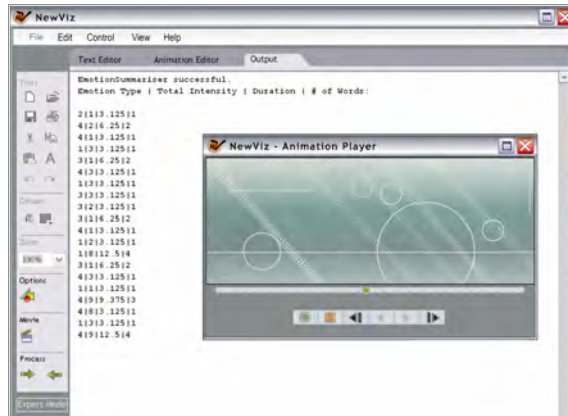 NewViz
File Edit Control View Help
Text Editor Animation Editor Output
EmotionSummariser successful.
Emotion Type | Total Intensity | Duration | # of Words:
2|1|3.125|1
4|2|6.25|2
4|1|3.125|1
1|3|3.125|1
3|1|6.25|2
4|3|3.125|1
1|3|3.125|1
3|3|3.125|1
3|2|3.125|1
3|1|6.25|2
4|1|3.125|1
1|2|3.125|1
1|8|12.5|4
3|1|6.25|2
4|3|3.125|1
1|1|3.125|1
4|9|9.375|3
4|8|3.125|1
1|3|3.125|1
4|9|12.5|4
NewViz - Animation Player
100%
Options
Movie
Process
Expert Mode